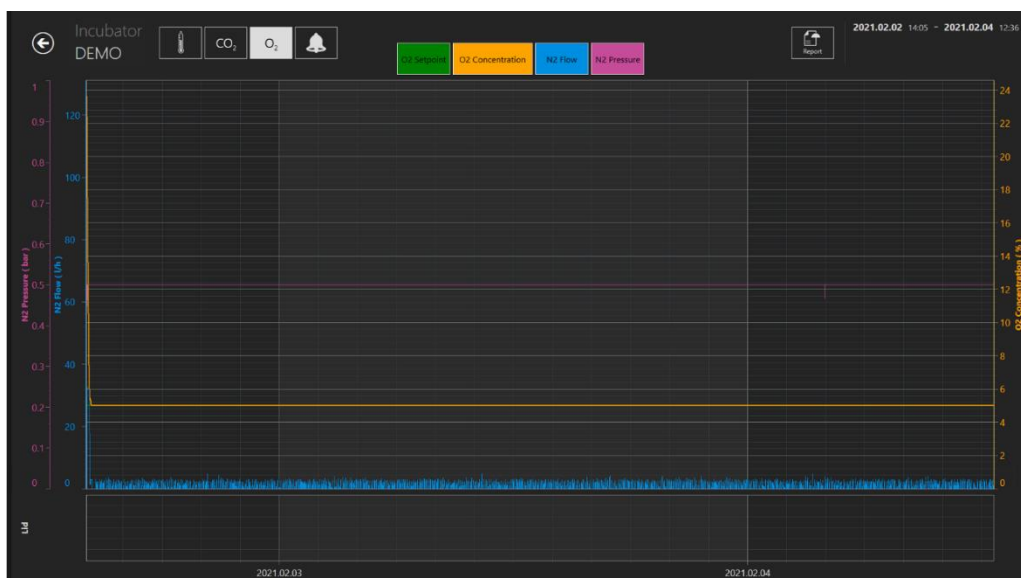 Incubator
DEMO
CO₂
O₂
O2 Setpoint
O2 Concentration
N2 Flow
N2 Pressure
Report
2021.02.02 14:05 - 2021.02.04 12:36
N2 Pressure ( bar )
1
0.9
0.8
0.7
0.6
0.5
0.4
0.3
0.2
0.1
0
N2 Flow ( l/h )
120
100
80
60
40
20
0
24
22
20
18
16
14
12
10
8
6
4
2
0
O2 Concentration ( % )
Lid
2021.02.03
2021.02.04